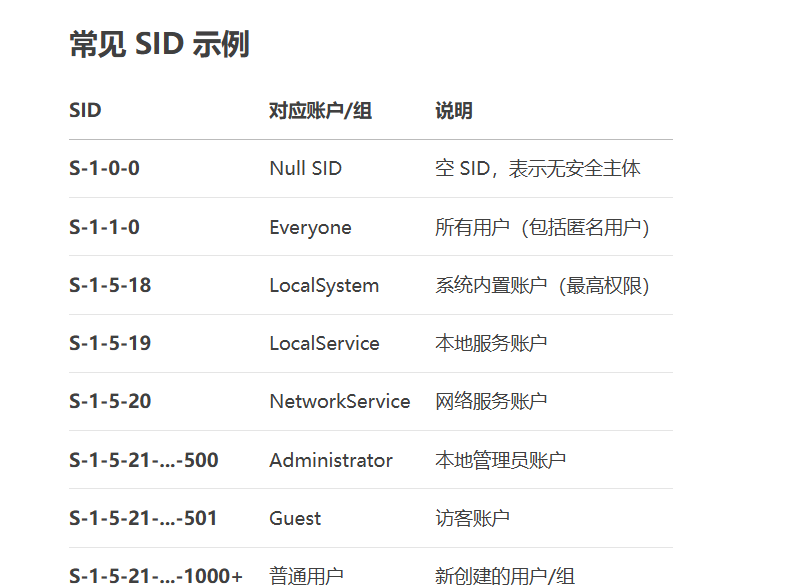 常见 SID 示例
SID 对应账户/组 说明
S-1-0-0 Null SID 空 SID，表示无安全主体
S-1-1-0 Everyone 所有用户（包括匿名用户）
S-1-5-18 LocalSystem 系统内置账户（最高权限）
S-1-5-19 LocalService 本地服务账户
S-1-5-20 NetworkService 网络服务账户
S-1-5-21-...-500 Administrator 本地管理员账户
S-1-5-21-...-501 Guest 访客账户
S-1-5-21-...-1000+ 普通用户 新创建的用户/组